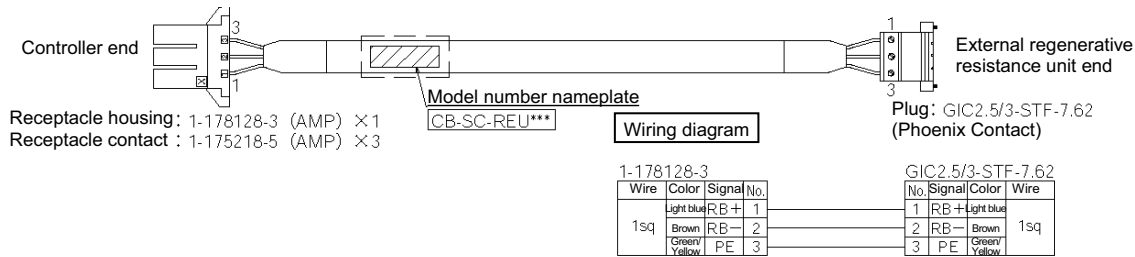 3
1
Controller end
1
3
External regenerative
resistance unit end
Model number nameplate
CB-SC-REU***
Receptacle housing: 1-178128-3 (AMP) ×1
Receptacle contact: 1-175218-5 (AMP) ×3
Plug: GIC2.5/3-STF-7.62
(Phoenix Contact)
Wiring diagram
1-178128-3
GIC2.5/3-STF-7.62
Wire Color Signal No.
No. Signal Color Wire
1sq
Light blue RB+ 1
Brown RB- 2
Green/Yellow PE 3
1 RB+ Light blue
2 RB- Brown
3 PE Green/Yellow
1sq